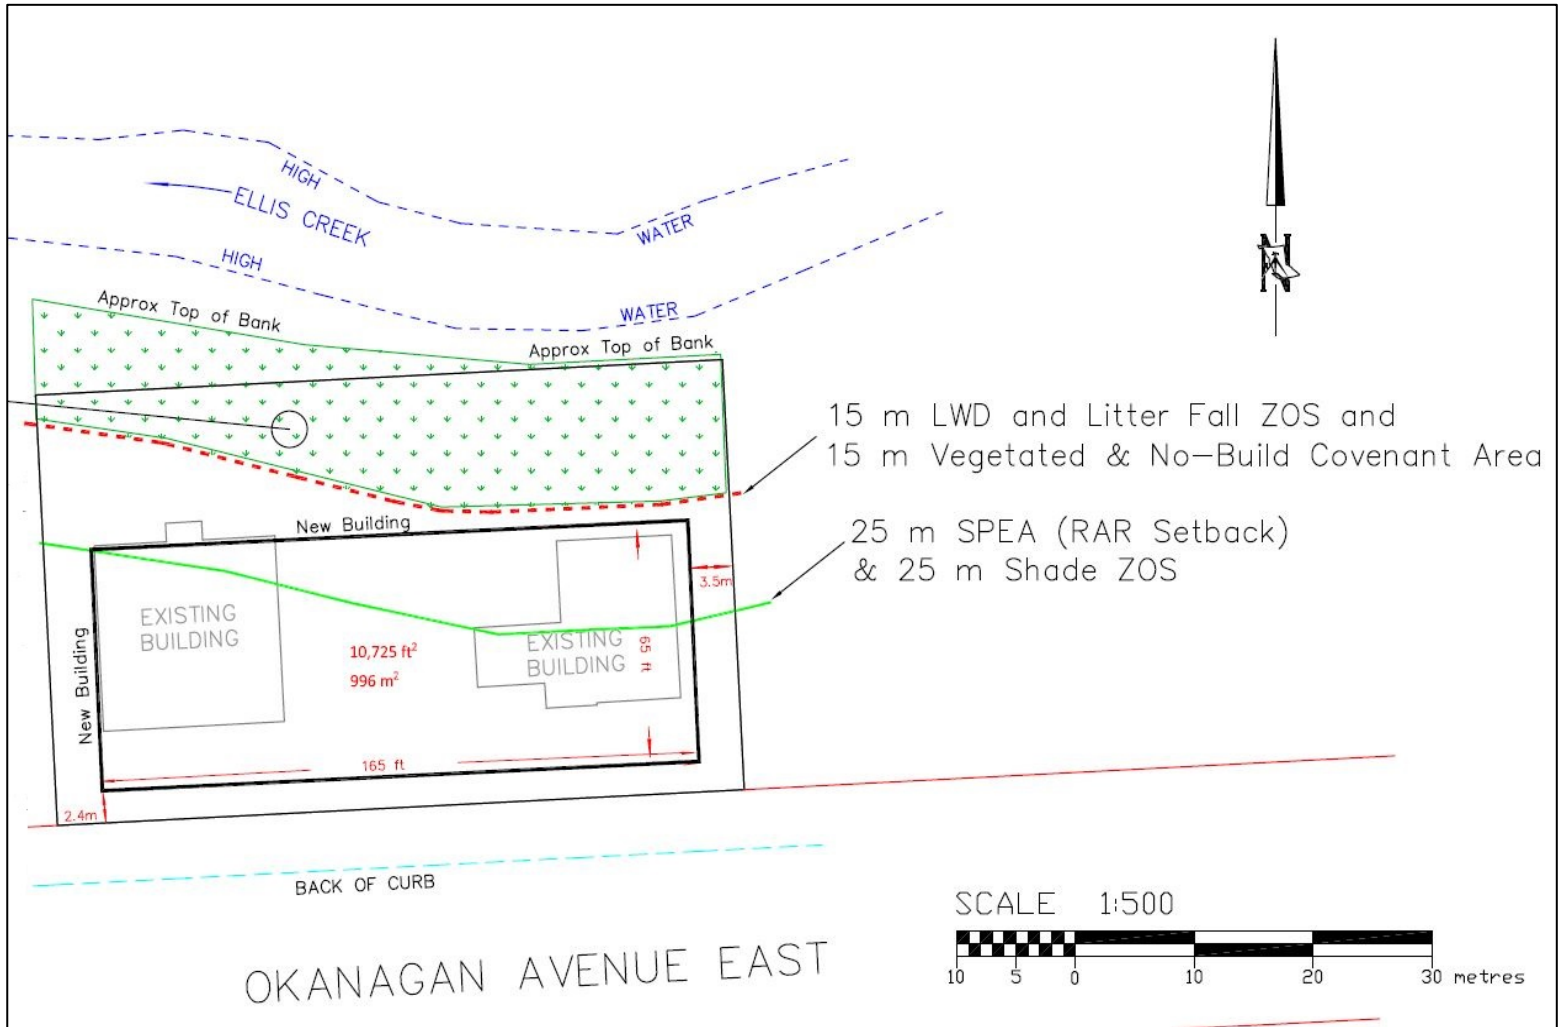 HIGH
ELLIS CREEK
WATER
HIGH
WATER
Approx Top of Bank
Approx Top of Bank
N
15 m LWD and Litter Fall ZOS and
15 m Vegetated & No-Build Covenant Area
25 m SPEA (RAR Setback)
& 25 m Shade ZOS
New Building
3.5m
EXISTING
BUILDING
EXISTING
BUILDING
New Building
65 ft
10,725 ft²
996 m²
165 ft
2.4m
BACK OF CURB
OKANAGAN AVENUE EAST
SCALE 1:500
10 5 0 10 20 30 metres